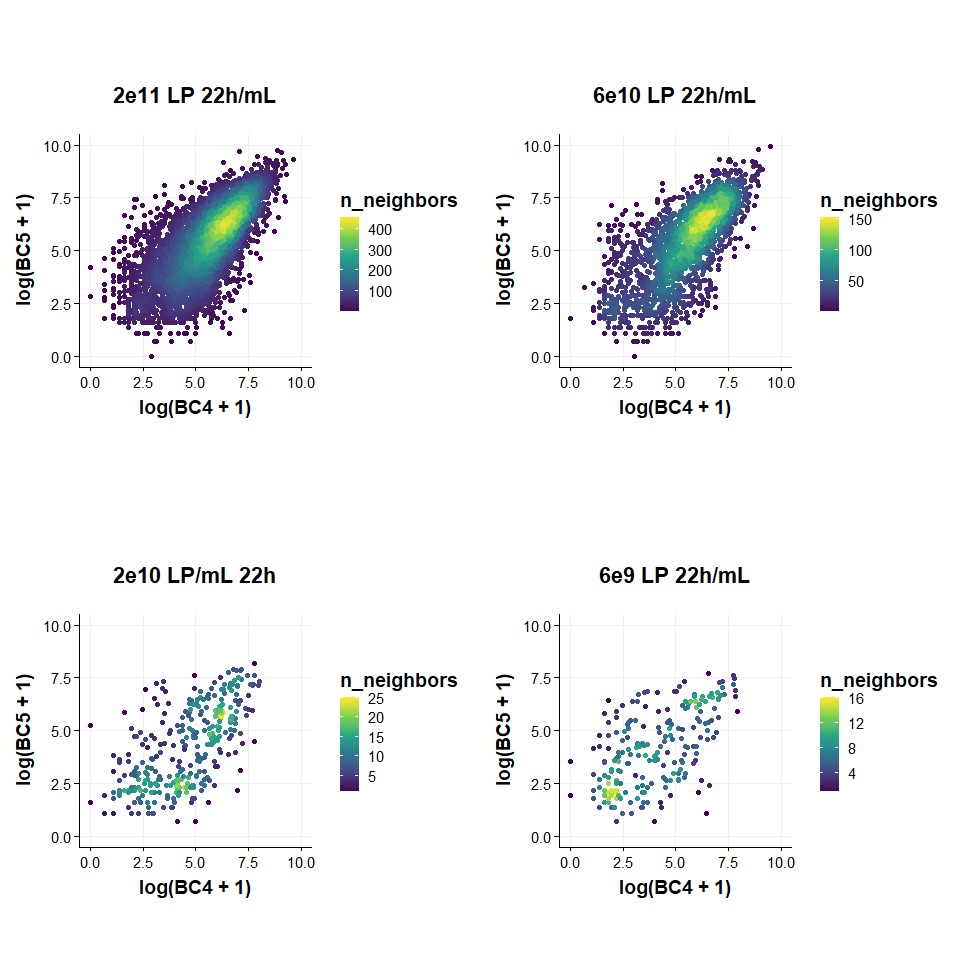 2e11 LP 22h/mL
log(BC5 + 1)
10.0
7.5
5.0
2.5
0.0
0.0 2.5 5.0 7.5 10.0
log(BC4 + 1)
n_neighbors
400
300
200
100
6e10 LP 22h/mL
log(BC5 + 1)
10.0
7.5
5.0
2.5
0.0
0.0 2.5 5.0 7.5 10.0
log(BC4 + 1)
n_neighbors
150
100
50
2e10 LP/mL 22h
log(BC5 + 1)
10.0
7.5
5.0
2.5
0.0
0.0 2.5 5.0 7.5 10.0
log(BC4 + 1)
n_neighbors
25
20
15
10
5
6e9 LP 22h/mL
log(BC5 + 1)
10.0
7.5
5.0
2.5
0.0
0.0 2.5 5.0 7.5 10.0
log(BC4 + 1)
n_neighbors
16
12
8
4